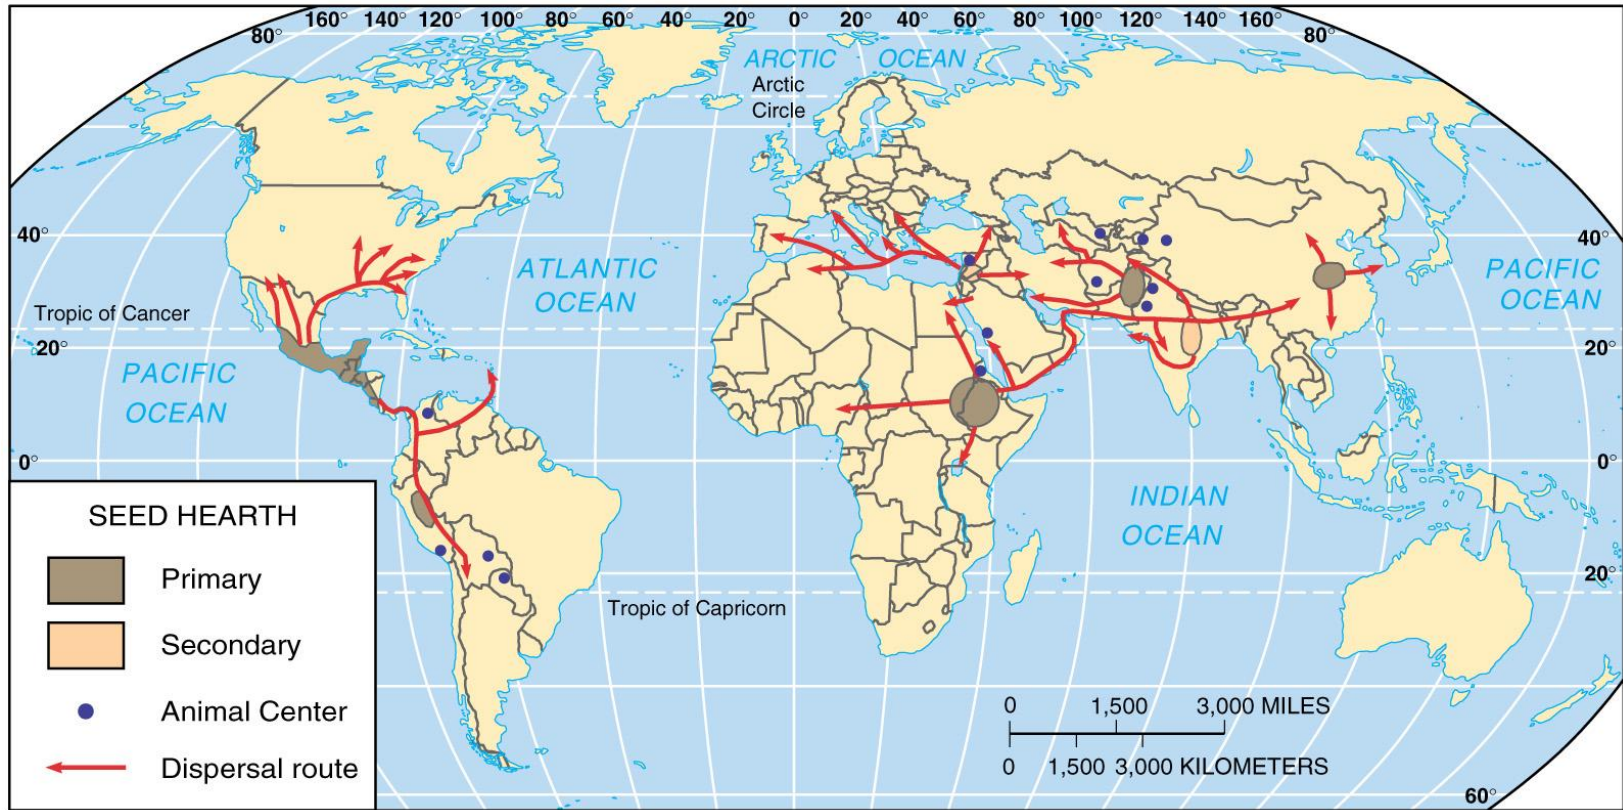 160° 140° 120° 100° 80° 60° 40° 20° 0° 20° 40° 60° 80° 100° 120° 140° 160°
80° 80°
ARCTIC OCEAN
Arctic
Circle
40° 40°
ATLANTIC
OCEAN
PACIFIC
OCEAN
Tropic of Cancer
20° 20°
PACIFIC
OCEAN
0° 0°
INDIAN
OCEAN
SEED HEARTH
Primary
Secondary
Animal Center
Dispersal route
20° 20°
Tropic of Capricorn
0 1,500 3,000 MILES
0 1,500 3,000 KILOMETERS
60°